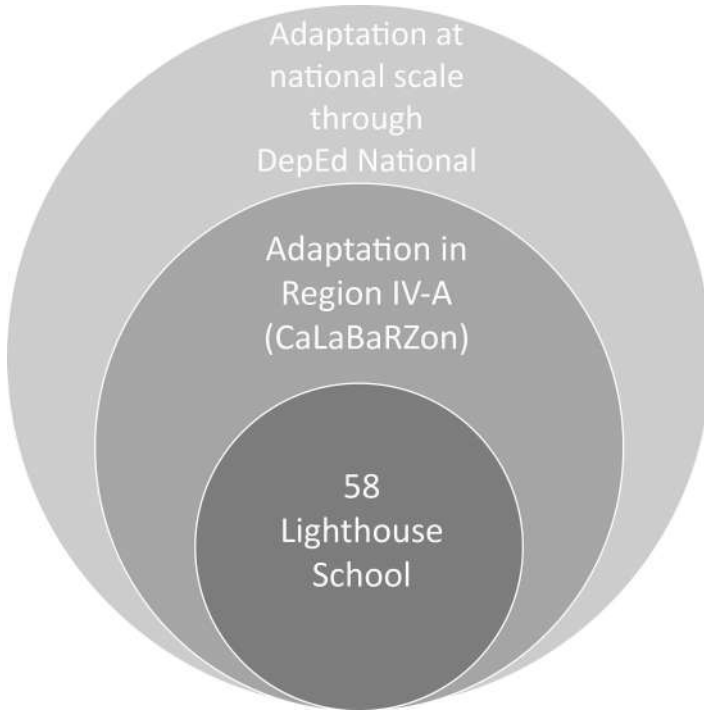 Adaptation at
national scale
through
DepEd National
Adaptation in
Region IV-A
(CaLaBaRZon)
58
Lighthouse
School